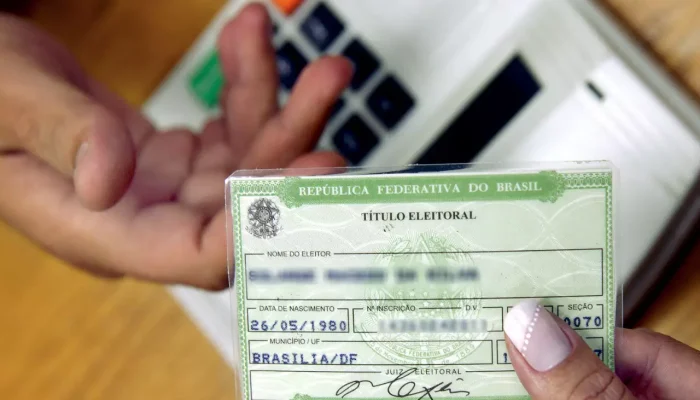 REPÚBLICA FEDERATIVA DO BRASIL
TÍTULO ELEITORAL
NOME DO ELEITOR
DATA DE NASCIMENTO Nº INSCRIÇÃO D.V. SEÇÃO
26/05/1980 0070
MUNICÍPIO / UF
BRASILIA/DF
JUIZ ELEITORAL